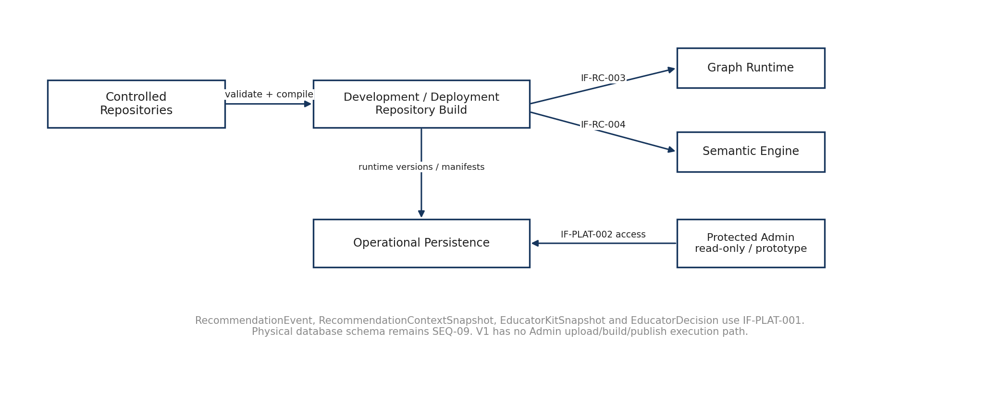 Controlled
Repositories
validate + compile
Development / Deployment
Repository Build
IF-RC-003
Graph Runtime
IF-RC-004
Semantic Engine
runtime versions / manifests
Operational Persistence
IF-PLAT-002 access
Protected Admin
read-only / prototype
RecommendationEvent, RecommendationContextSnapshot, EducatorKitSnapshot and EducatorDecision use IF-PLAT-001.
Physical database schema remains SEQ-09. V1 has no Admin upload/build/publish execution path.